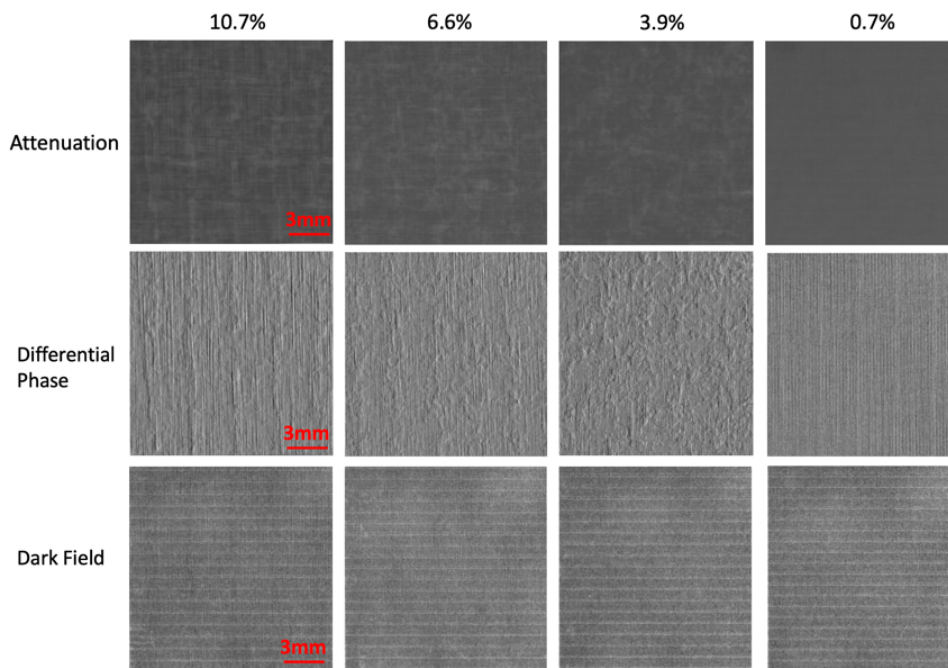 10.7% 6.6% 3.9% 0.7%
Attenuation
3mm
Differential
Phase
3mm
Dark Field
3mm